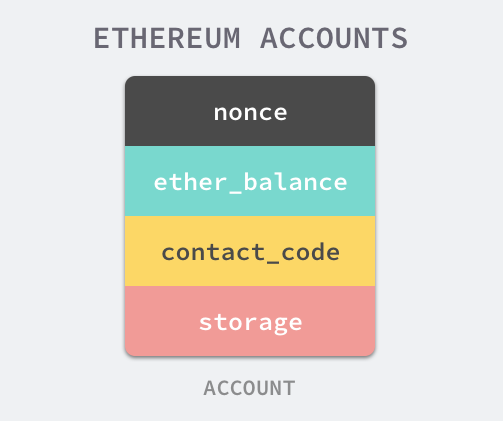 ETHEREUM ACCOUNTS
nonce
ether_balance
contact_code
storage
ACCOUNT